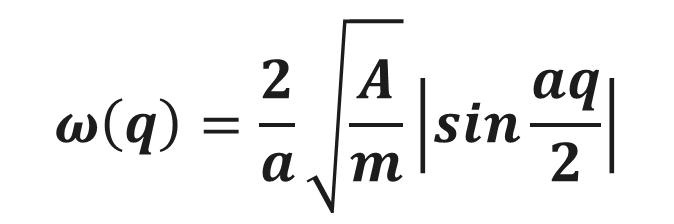 ω(q) = 2/a √(A/m) |sin aq/2|